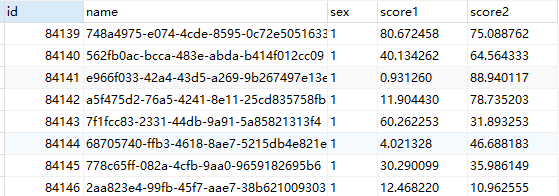 id name sex score1 score2
84139 748a4975-e074-4cde-8595-0c72e5051633 1 80.672458 75.088762
84140 562fb0ac-bcca-483e-abda-b414f012cc09 1 40.134262 64.564333
84141 e966f033-42a4-43d5-a269-9b267497e13e 1 0.931260 88.940117
84142 a5f475d2-76a5-4241-8e11-25cd835758fb 1 11.904430 78.735203
84143 7f1fcc83-2331-44db-9a91-5a85821313f4 1 60.262253 31.893253
84144 68705740-ffb3-4618-8ae7-5215db4e821e 1 4.021328 46.688183
84145 778c65ff-082a-4cfb-9aa0-9659182695b6 1 30.290099 35.986149
84146 2aa823e4-99fb-45f7-aae7-38b621009303 1 12.468220 10.962555